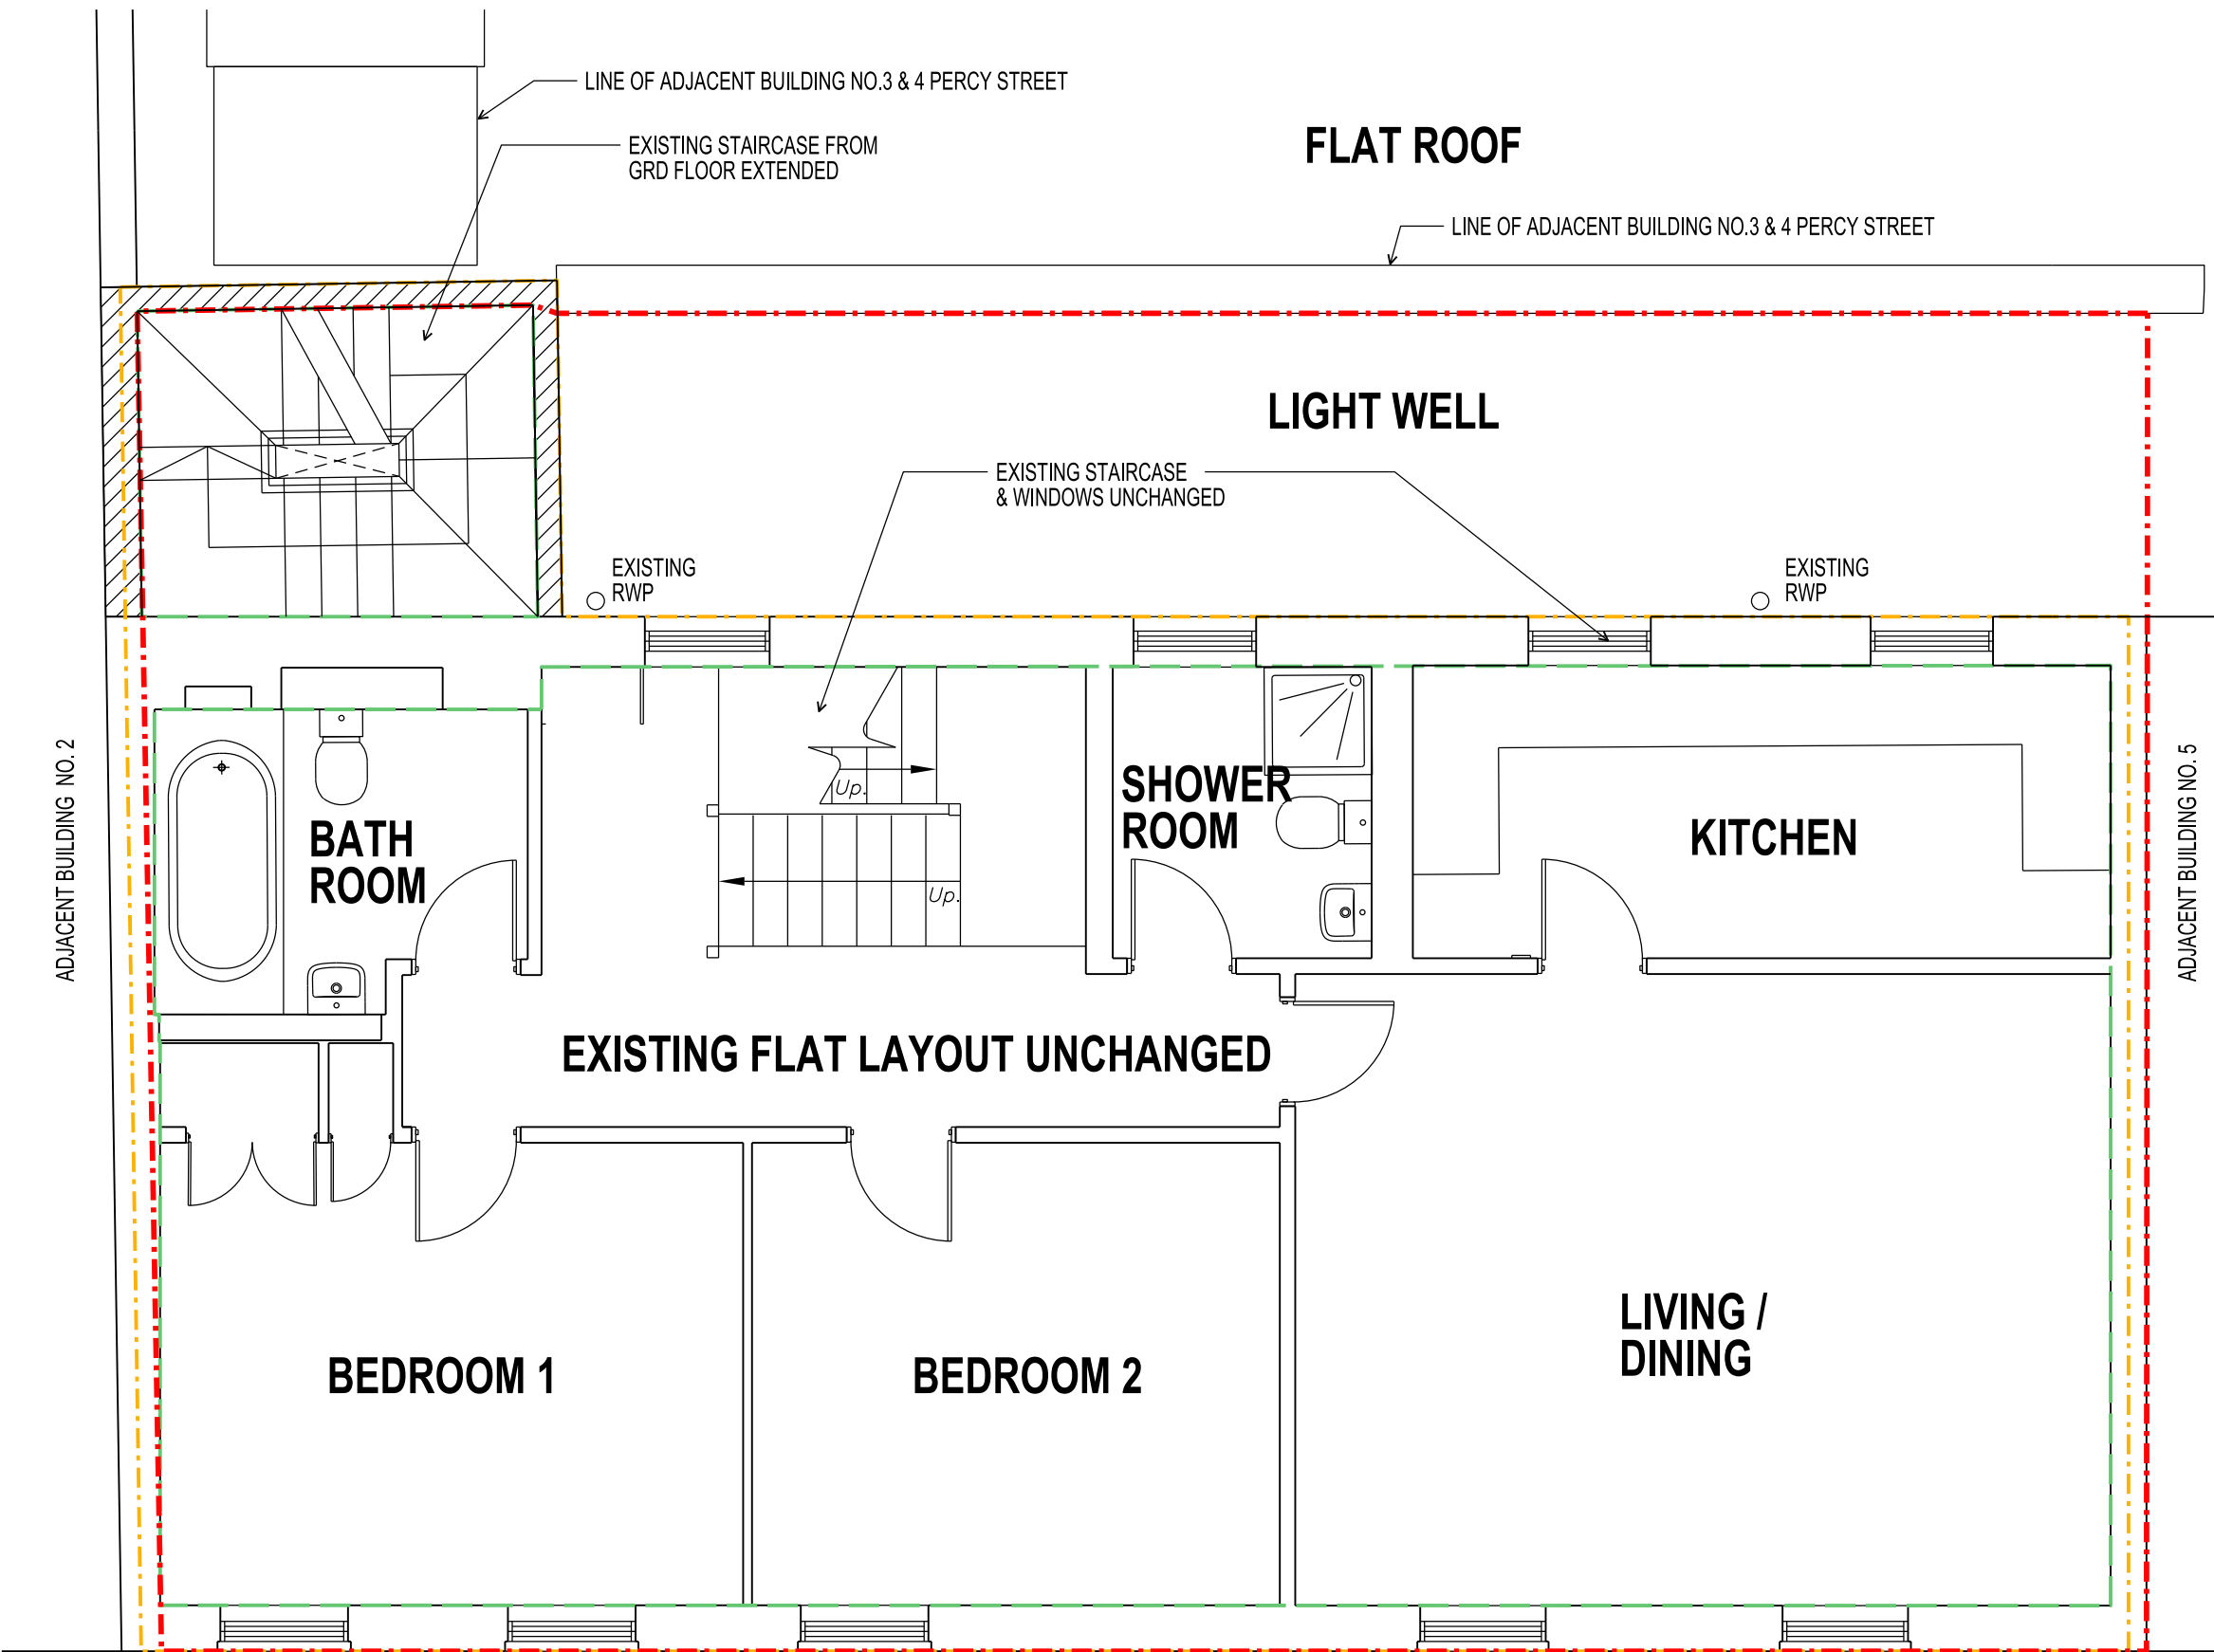 LINE OF ADJACENT BUILDING NO.3 & 4 PERCY STREET
EXISTING STAIRCASE FROM
GRD FLOOR EXTENDED
FLAT ROOF
LINE OF ADJACENT BUILDING NO.3 & 4 PERCY STREET
LIGHT WELL
EXISTING STAIRCASE
& WINDOWS UNCHANGED
EXISTING
RWP
EXISTING
RWP
ADJACENT BUILDING NO. 2
ADJACENT BUILDING NO. 5
Up.
Up.
SHOWER
ROOM
BATH
ROOM
KITCHEN
EXISTING FLAT LAYOUT UNCHANGED
LIVING /
DINING
BEDROOM 1
BEDROOM 2